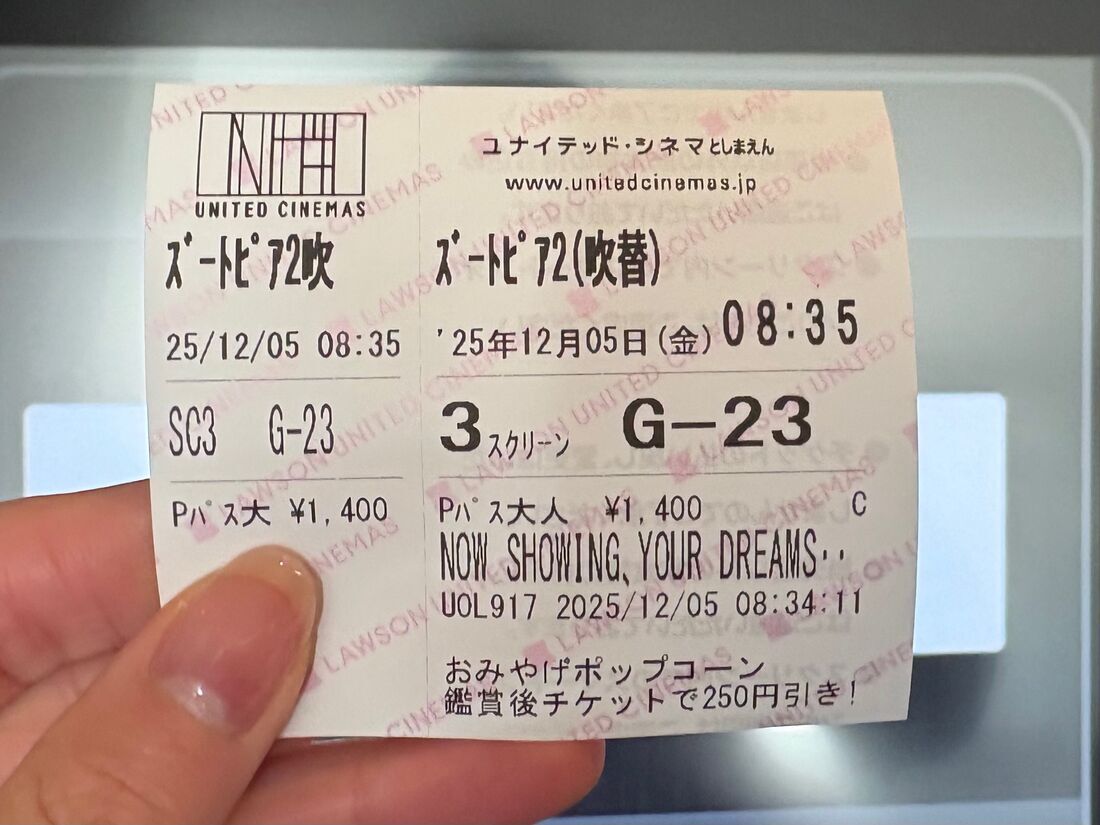 UNITED CINEMAS
ズートピア2吹
25/12/05 08:35
SC3 G-23
Pパス大 ¥1,400
ユナイテッド・シネマとしまえん
www.unitedcinemas.jp
ズートピア2(吹替)
'25年12月05日(金) 08:35
3スクリーン G-23
Pパス大人 ¥1,400 C
NOW SHOWING、YOUR DREAMS‥
UOL917 2025/12/05 08:34:11
おみやげポップコーン
鑑賞後チケットで250円引き!
LAWSON UNITED CINEMAS